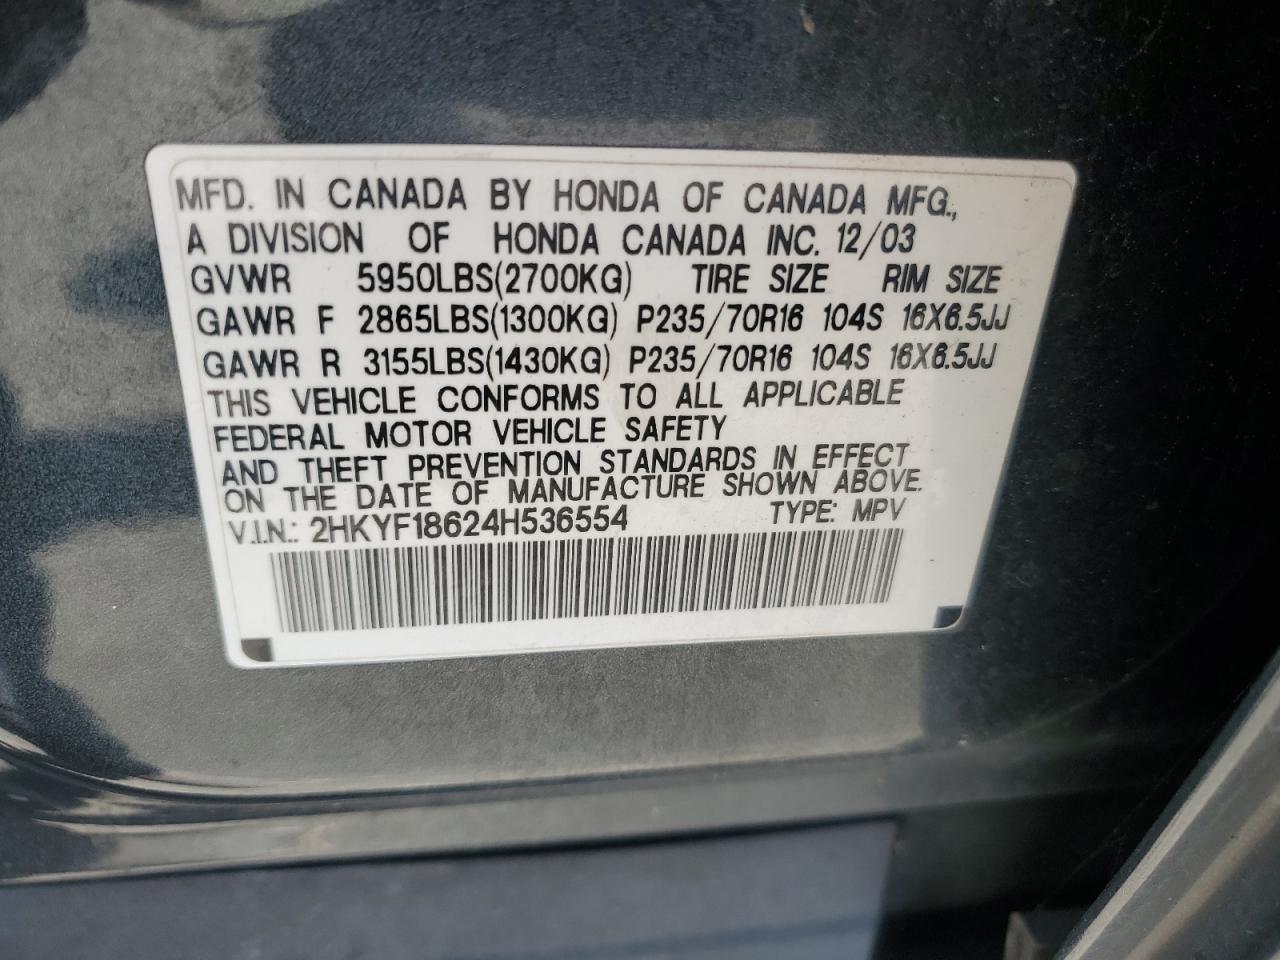 MFD. IN CANADA BY HONDA OF CANADA MFG.,
A DIVISION OF HONDA CANADA INC. 12/03
GVWR 5950LBS(2700KG) TIRE SIZE RIM SIZE
GAWR F 2865LBS(1300KG) P235/70R16 104S 16X6.5JJ
GAWR R 3155LBS(1430KG) P235/70R16 104S 16X6.5JJ
THIS VEHICLE CONFORMS TO ALL APPLICABLE
FEDERAL MOTOR VEHICLE SAFETY
AND THEFT PREVENTION STANDARDS IN EFFECT
ON THE DATE OF MANUFACTURE SHOWN ABOVE.
V.I.N.: 2HKYF18624H536554 TYPE: MPV